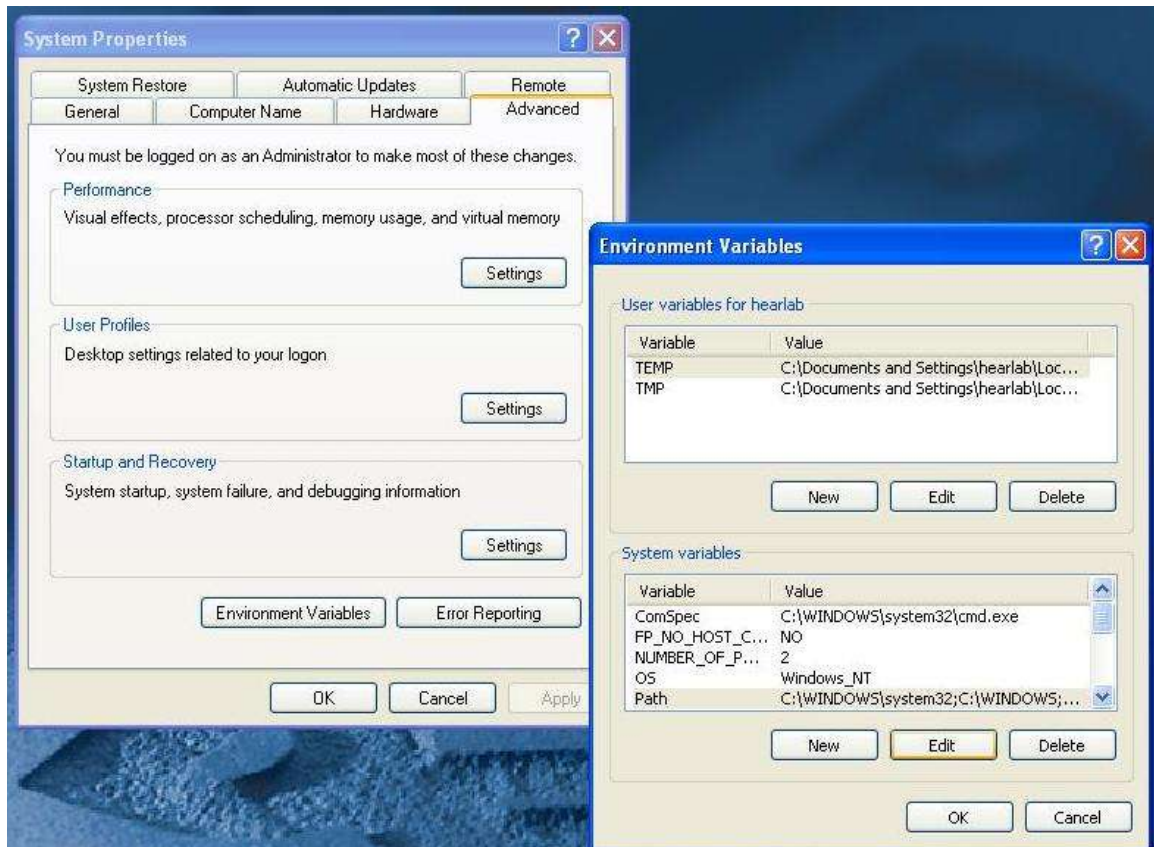 System Properties
System Restore Automatic Updates Remote
General Computer Name Hardware Advanced
You must be logged on as an Administrator to make most of these changes.
Performance
Visual effects, processor scheduling, memory usage, and virtual memory
Settings
User Profiles
Desktop settings related to your logon
Settings
Startup and Recovery
System startup, system failure, and debugging information
Settings
Environment Variables Error Reporting
OK Cancel Apply
Environment Variables
User variables for hearlab
Variable Value
TEMP C:\Documents and Settings\hearlab\Loc...
TMP C:\Documents and Settings\hearlab\Loc...
New Edit Delete
System variables
Variable Value
ComSpec C:\WINDOWS\system32\cmd.exe
FP_NO_HOST_C... NO
NUMBER_OF_P... 2
OS Windows_NT
Path C:\WINDOWS\system32;C:\WINDOWS;...
New Edit Delete
OK Cancel